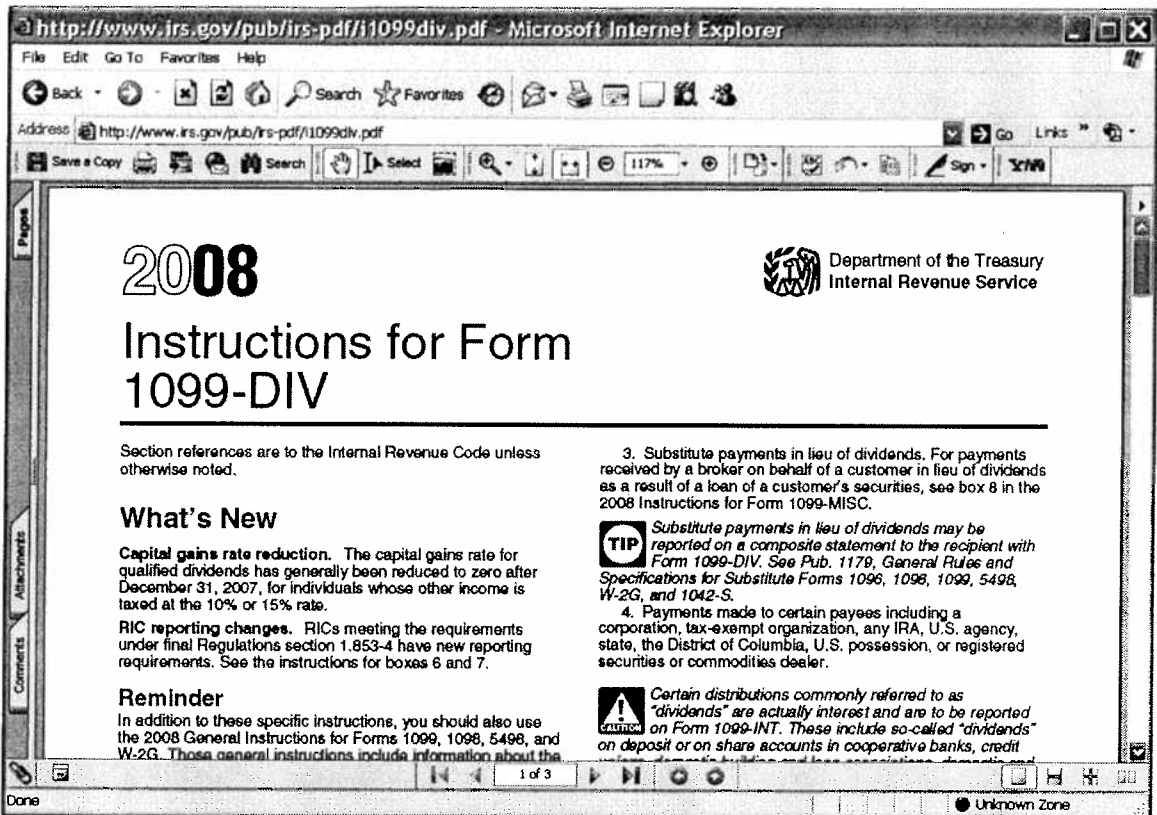 http://www.irs.gov/pub/irs-pdf/i1099div.pdf - Microsoft Internet Explorer
File Edit Go To Favorites Help
Back Search Favorites
Address http://www.irs.gov/pub/irs-pdf/i1099div.pdf Go Links »
Save a Copy Search Select 117% Sign
Pages
Attachments
Comments
2008
Department of the Treasury
Internal Revenue Service
Instructions for Form
1099-DIV
Section references are to the Internal Revenue Code unless
otherwise noted.
What's New
Capital gains rate reduction. The capital gains rate for
qualified dividends has generally been reduced to zero after
December 31, 2007, for individuals whose other income is
taxed at the 10% or 15% rate.
RIC reporting changes. RICs meeting the requirements
under final Regulations section 1.853-4 have new reporting
requirements. See the instructions for boxes 6 and 7.
Reminder
In addition to these specific instructions, you should also use
the 2008 General Instructions for Forms 1099, 1098, 5498, and
W-2G. Those general instructions include information about the
3. Substitute payments in lieu of dividends. For payments
received by a broker on behalf of a customer in lieu of dividends
as a result of a loan of a customer's securities, see box 8 in the
2008 Instructions for Form 1099-MISC.
TIP
Substitute payments in lieu of dividends may be
reported on a composite statement to the recipient with
Form 1099-DIV. See Pub. 1179, General Rules and
Specifications for Substitute Forms 1096, 1098, 1099, 5498,
W-2G, and 1042-S.
4. Payments made to certain payees including a
corporation, tax-exempt organization, any IRA, U.S. agency,
state, the District of Columbia, U.S. possession, or registered
securities or commodities dealer.
CAUTION
Certain distributions commonly referred to as
"dividends" are actually interest and are to be reported
on Form 1099-INT. These include so-called "dividends"
on deposit or on share accounts in cooperative banks, credit
1 of 3
Done
Unknown Zone